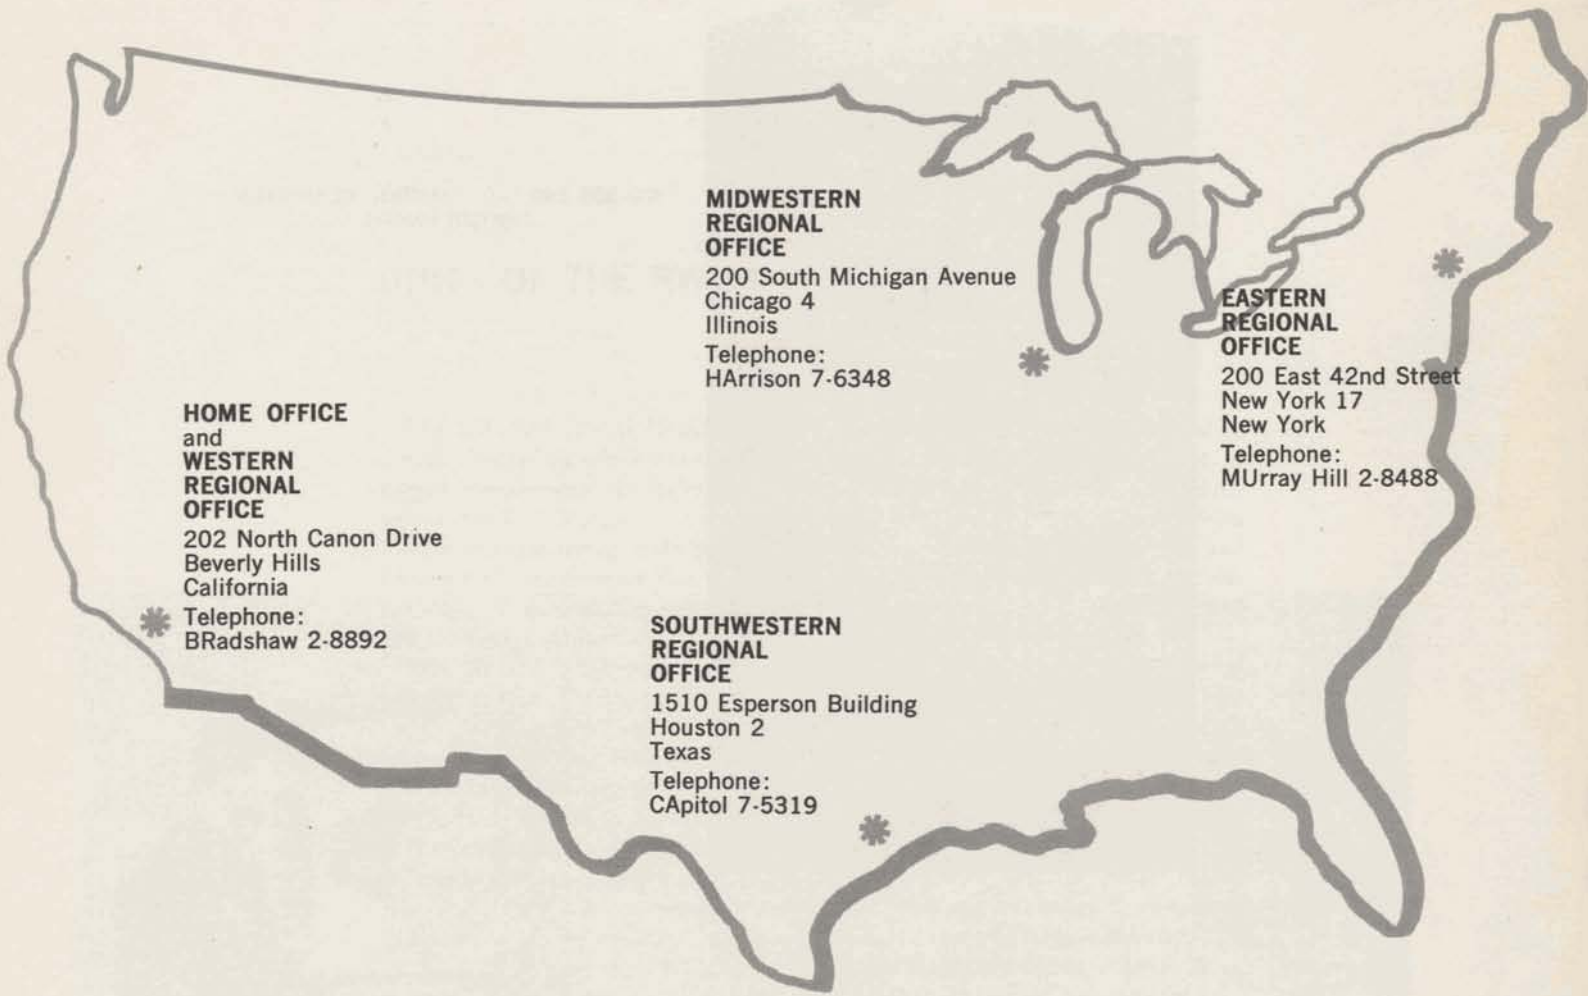 MIDWESTERN
REGIONAL
OFFICE
200 South Michigan Avenue
Chicago 4
Illinois
Telephone:
HArrison 7-6348
EASTERN
REGIONAL
OFFICE
200 East 42nd Street
New York 17
New York
Telephone:
MUrray Hill 2-8488
HOME OFFICE
and
WESTERN
REGIONAL
OFFICE
202 North Canon Drive
Beverly Hills
California
Telephone:
BRadshaw 2-8892
SOUTHWESTERN
REGIONAL
OFFICE
1510 Esperson Building
Houston 2
Texas
Telephone:
CApitol 7-5319